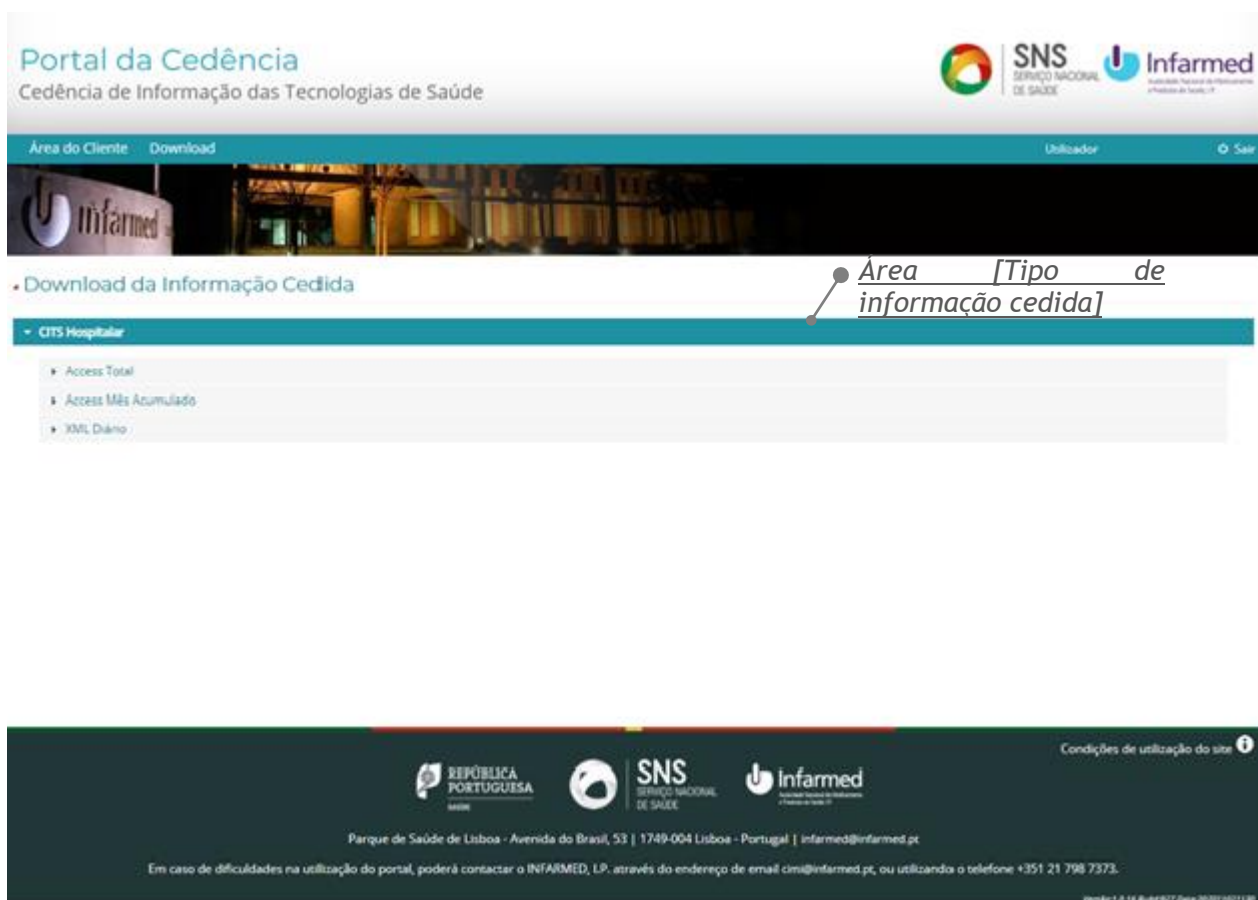 Portal da Cedência
Cedência de Informação das Tecnologias de Saúde
SNS
SERVIÇO NACIONAL
DE SAÚDE
Infarmed
Área do Cliente Download Utilizador Sair
infarmed
Download da Informação Cedida
Área [Tipo de
informação cedida]
CITS Hospitalar
Access Total
Access Mês Acumulado
XML Diário
Condições de utilização do site
REPÚBLICA
PORTUGUESA
SAÚDE
SNS
SERVIÇO NACIONAL
DE SAÚDE
Infarmed
Parque de Saúde de Lisboa - Avenida do Brasil, 53 | 1749-004 Lisboa - Portugal | infarmed@infarmed.pt
Em caso de dificuldades na utilização do portal, poderá contactar o INFARMED, I.P. através do endereço de email cimi@infarmed.pt, ou utilizando o telefone +351 21 798 7373.